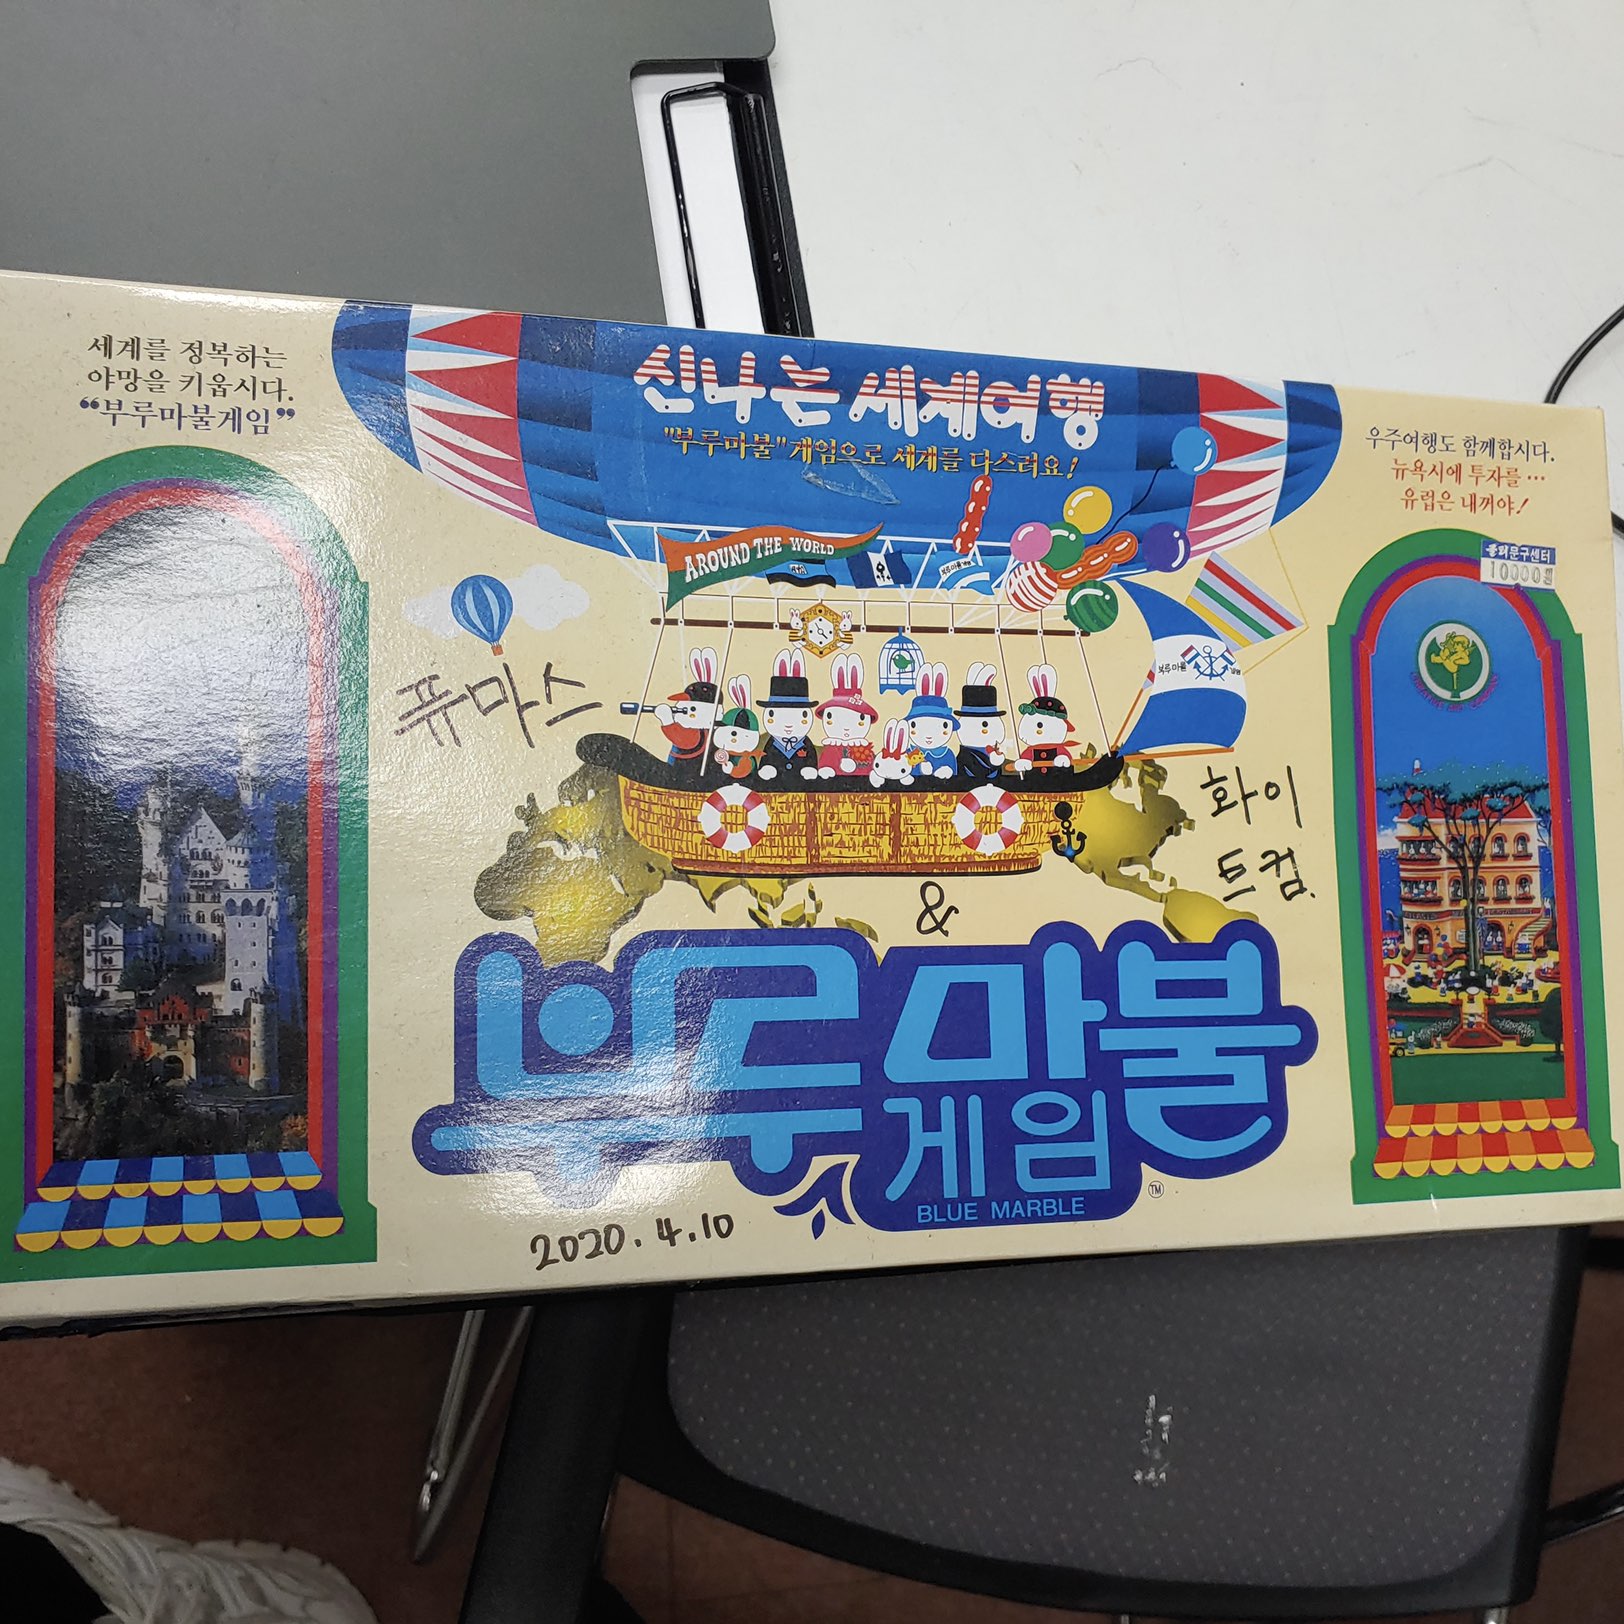 세계를 정복하는
야망을 키웁시다.
“부루마불게임”
신나는 세계여행
"부루마불"게임으로 세계를 다스려요!
우주여행도 함께합시다.
뉴욕시에 투자를…
유럽은 내꺼야!
10000원
AROUND THE WORLD
부루마불
퓨마스
&
화이
트컴.
부루마불
게임
BLUE MARBLE
TM
2020.4.10